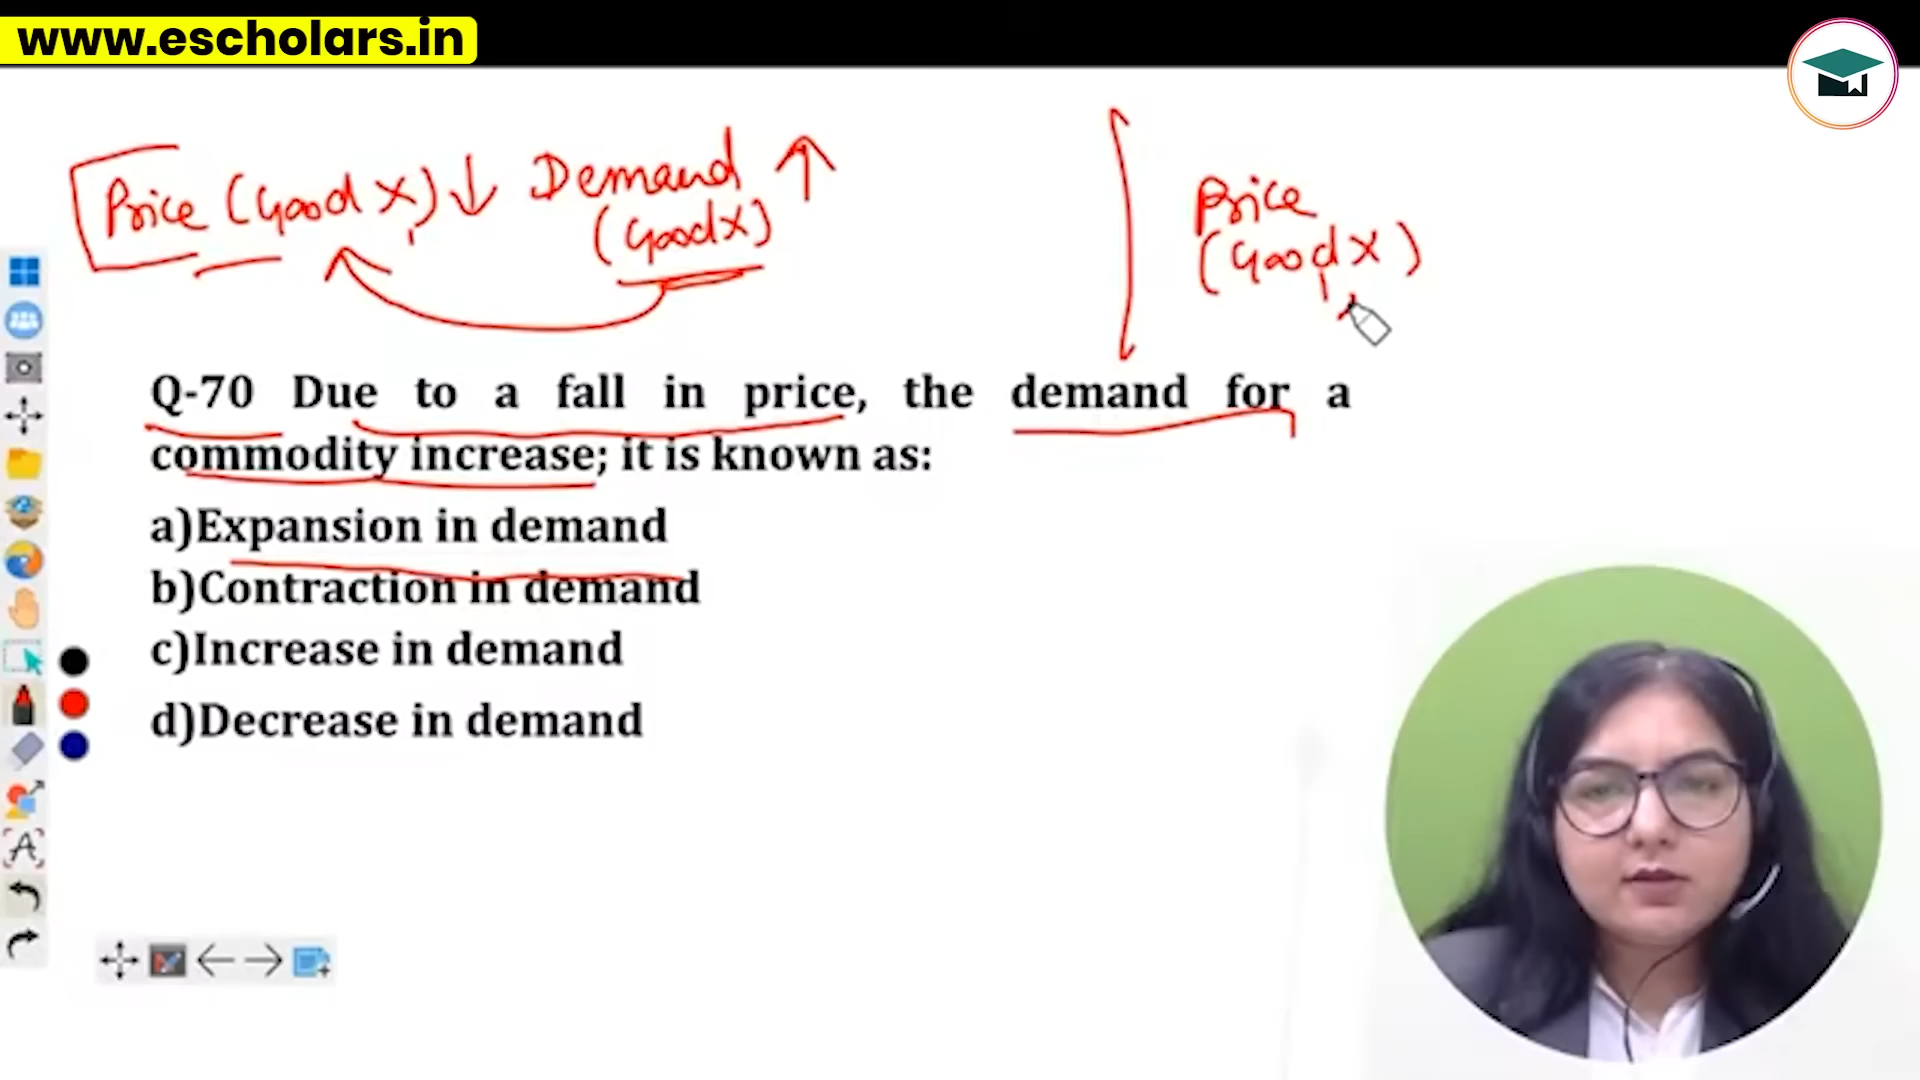 www.escholars.in
Price (Good X) ↓ Demand ↑
(Good X)
Price
(Good X)
Q-70 Due to a fall in price, the demand for a
commodity increase; it is known as:
a)Expansion in demand
b)Contraction in demand
c)Increase in demand
d)Decrease in demand